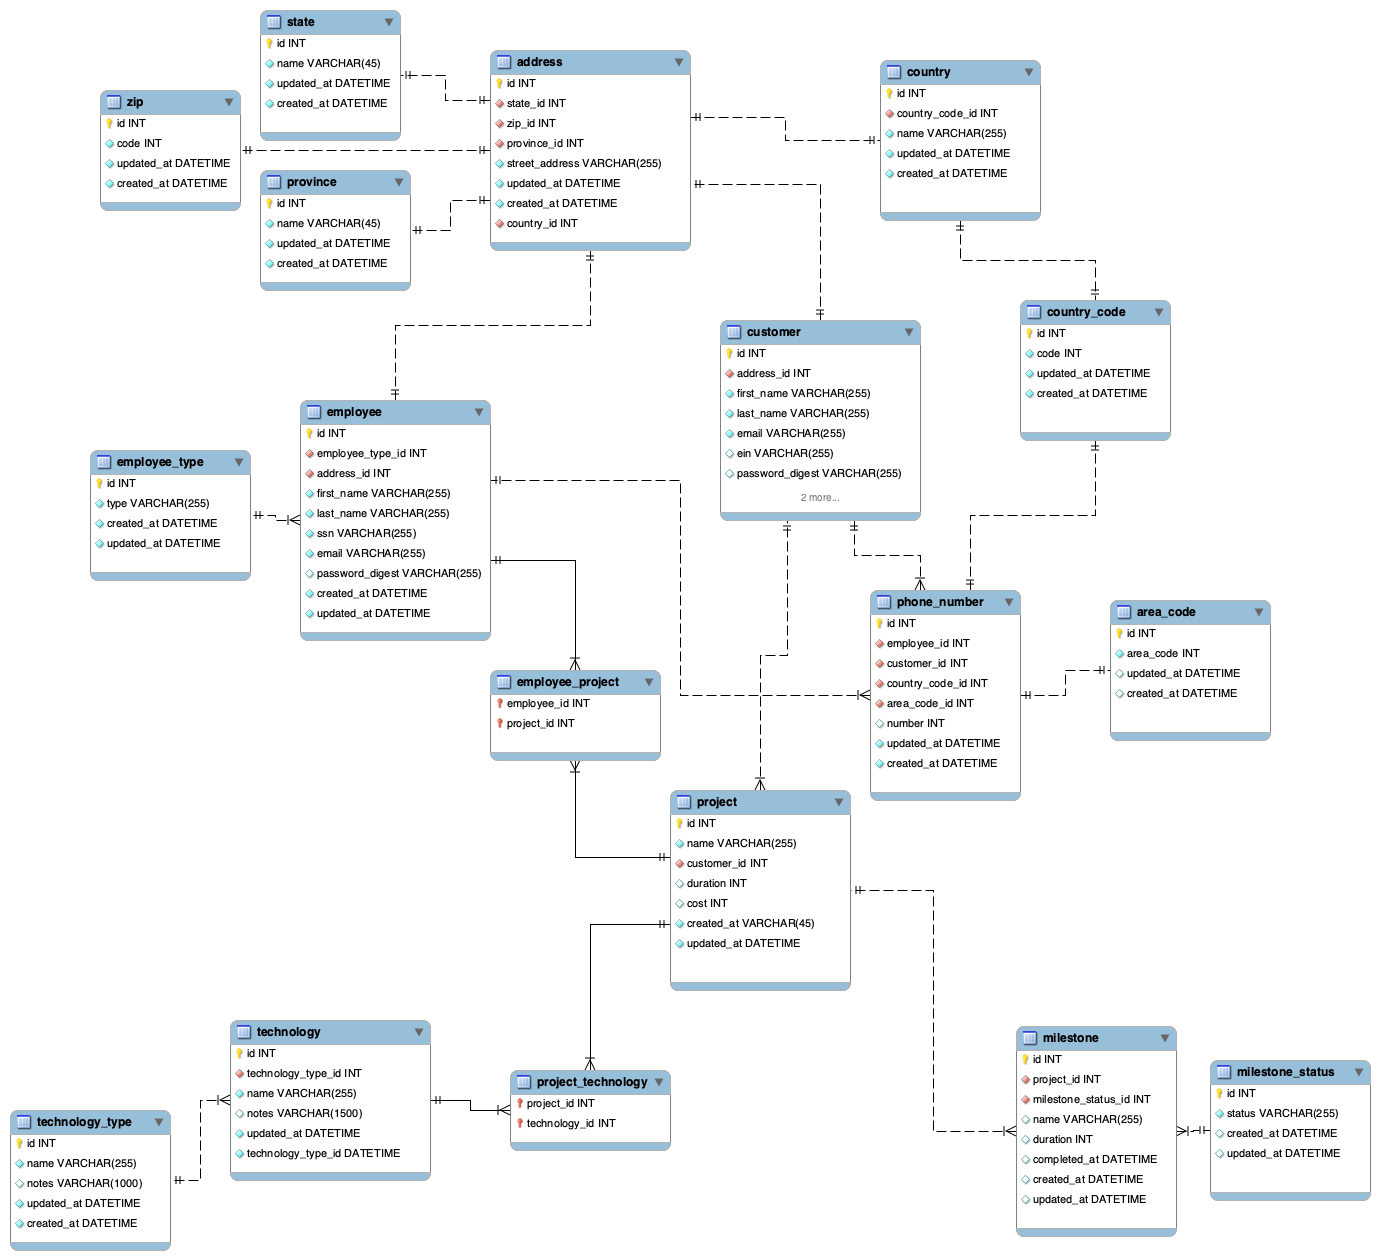 state
id INT
name VARCHAR(45)
updated_at DATETIME
created_at DATETIME
zip
id INT
code INT
updated_at DATETIME
created_at DATETIME
province
id INT
name VARCHAR(45)
updated_at DATETIME
created_at DATETIME
address
id INT
state_id INT
zip_id INT
province_id INT
street_address VARCHAR(255)
updated_at DATETIME
created_at DATETIME
country_id INT
country
id INT
country_code_id INT
name VARCHAR(255)
updated_at DATETIME
created_at DATETIME
country_code
id INT
code INT
updated_at DATETIME
created_at DATETIME
customer
id INT
address_id INT
first_name VARCHAR(255)
last_name VARCHAR(255)
email VARCHAR(255)
ein VARCHAR(255)
password_digest VARCHAR(255)
2 more...
employee
id INT
employee_type_id INT
address_id INT
first_name VARCHAR(255)
last_name VARCHAR(255)
ssn VARCHAR(255)
email VARCHAR(255)
password_digest VARCHAR(255)
created_at DATETIME
updated_at DATETIME
employee_type
id INT
type VARCHAR(255)
created_at DATETIME
updated_at DATETIME
phone_number
id INT
employee_id INT
customer_id INT
country_code_id INT
area_code_id INT
number INT
updated_at DATETIME
created_at DATETIME
area_code
id INT
area_code INT
updated_at DATETIME
created_at DATETIME
employee_project
employee_id INT
project_id INT
project
id INT
name VARCHAR(255)
customer_id INT
duration INT
cost INT
created_at VARCHAR(45)
updated_at DATETIME
technology
id INT
technology_type_id INT
name VARCHAR(255)
notes VARCHAR(1500)
updated_at DATETIME
technology_type_id DATETIME
project_technology
project_id INT
technology_id INT
technology_type
id INT
name VARCHAR(255)
notes VARCHAR(1000)
updated_at DATETIME
created_at DATETIME
milestone
id INT
project_id INT
milestone_status_id INT
name VARCHAR(255)
duration INT
completed_at DATETIME
created_at DATETIME
updated_at DATETIME
milestone_status
id INT
status VARCHAR(255)
created_at DATETIME
updated_at DATETIME